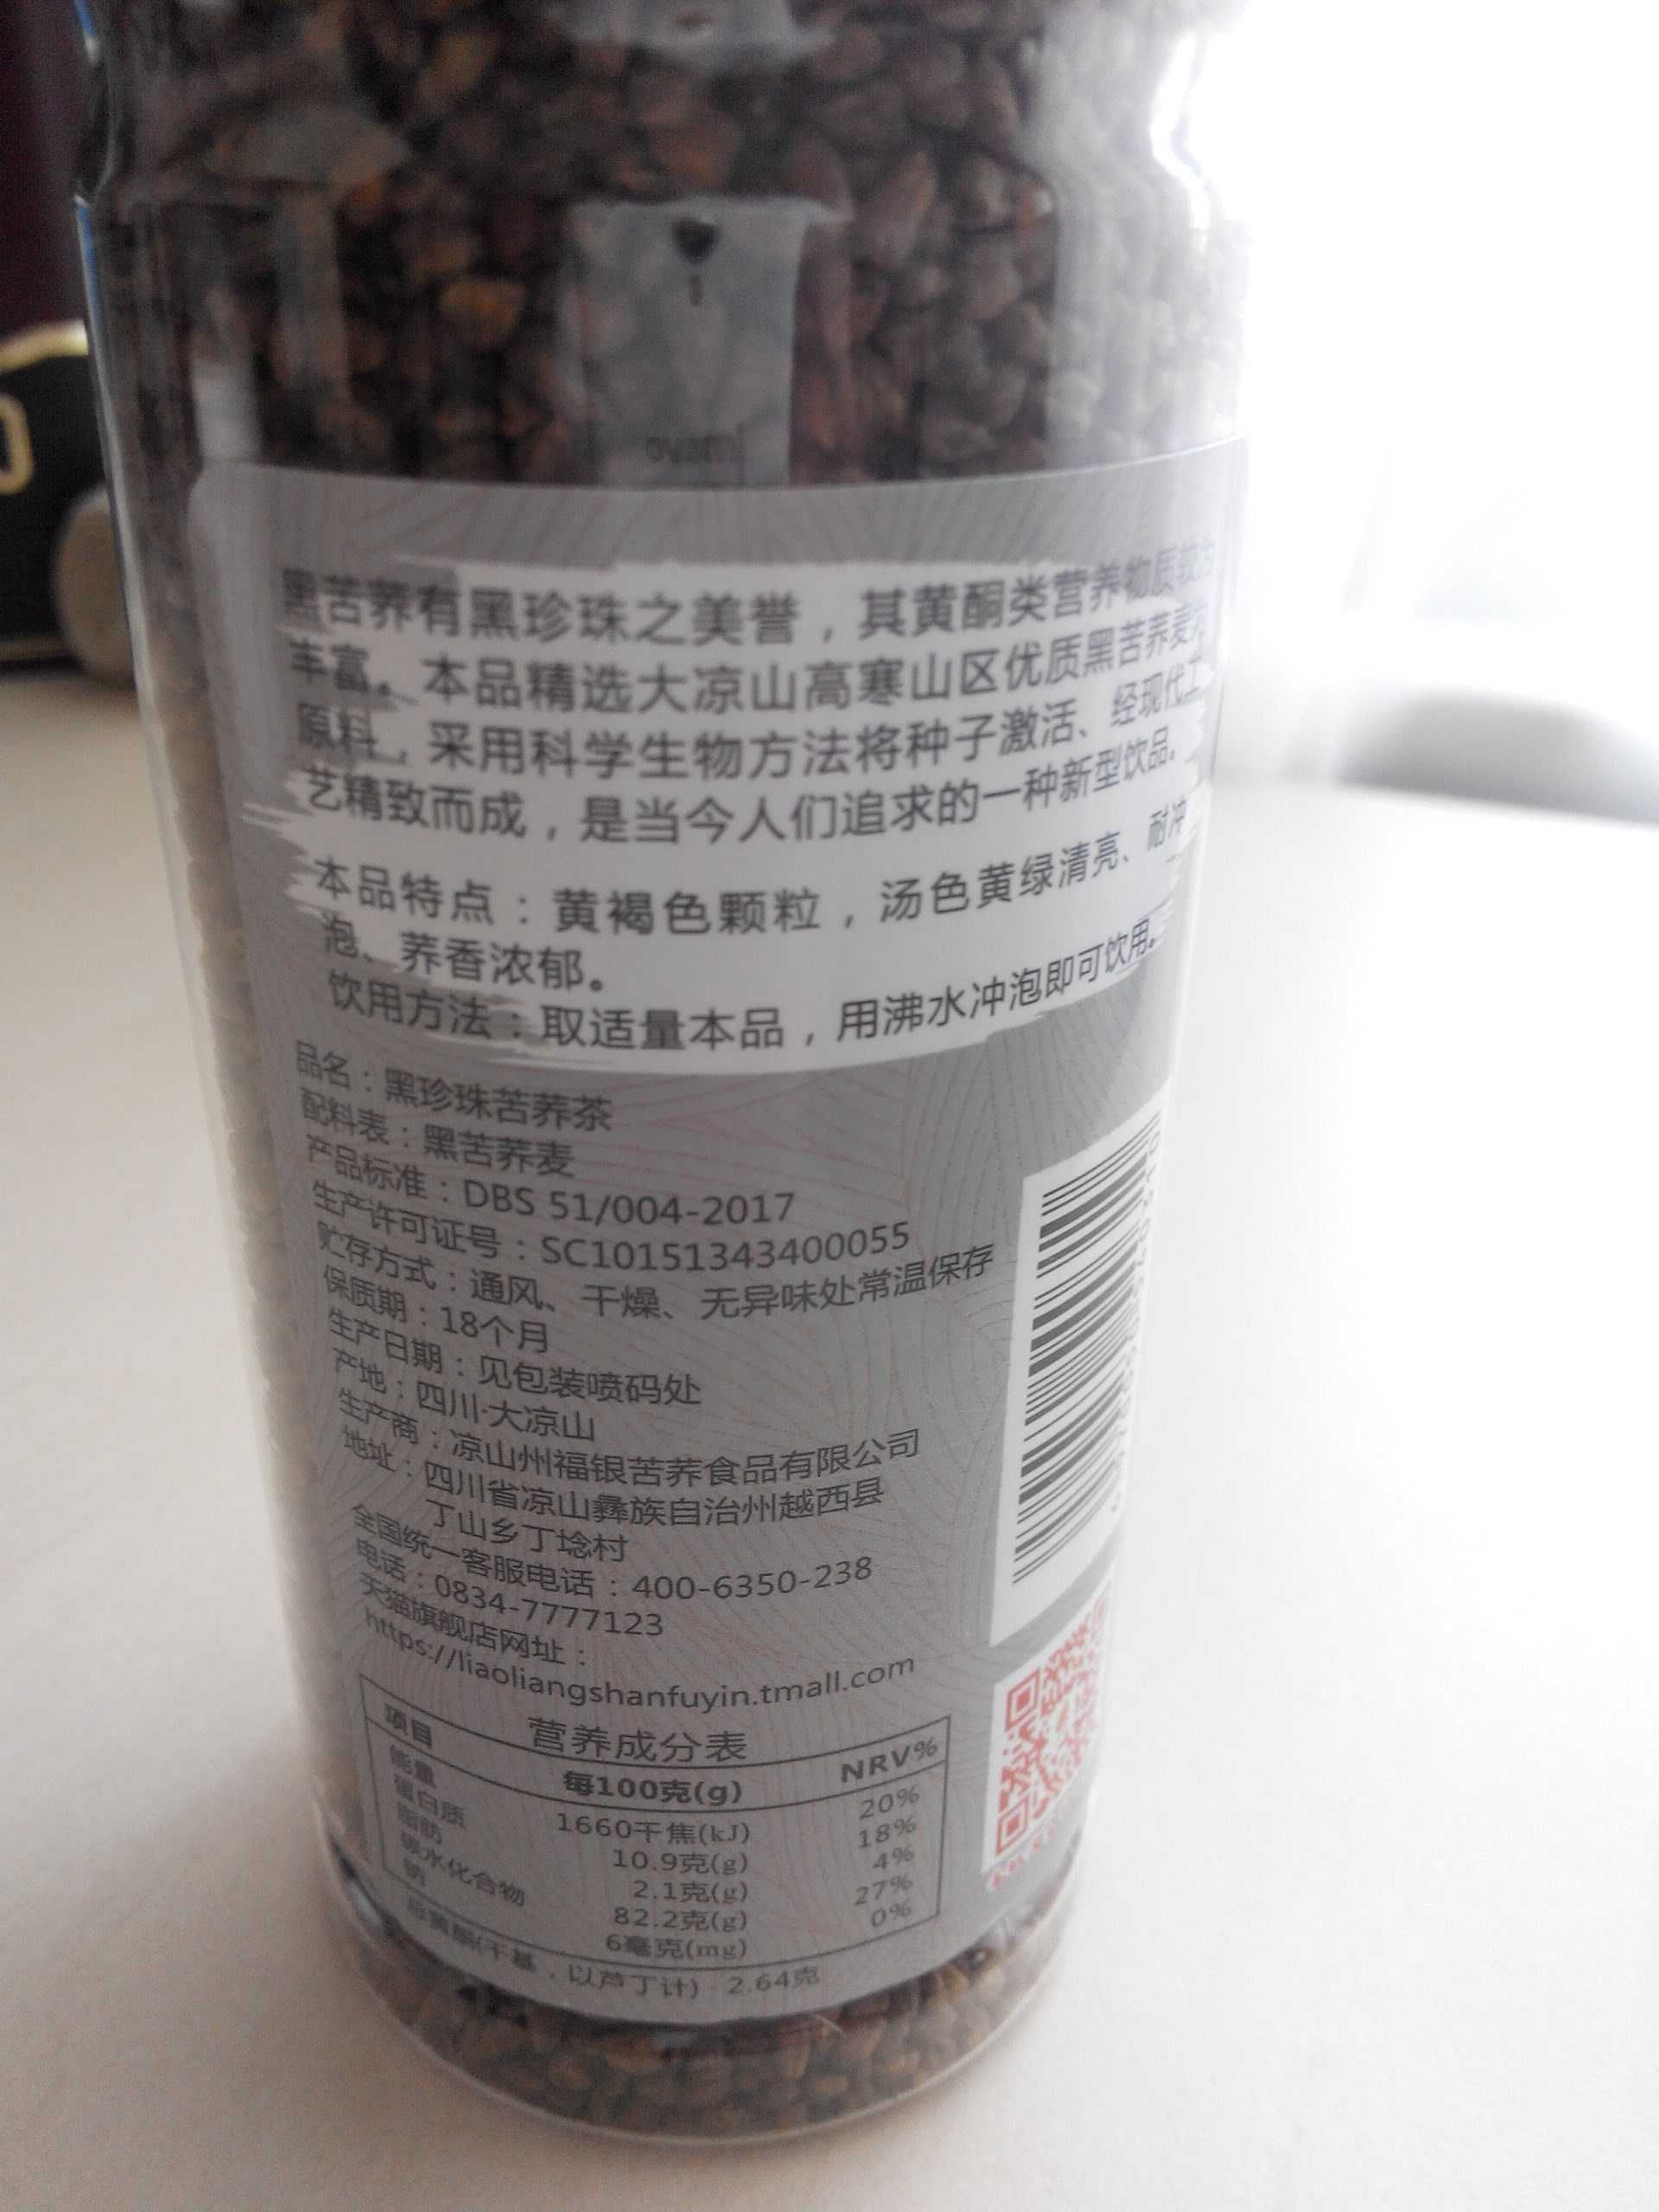 黑苦荞有黑珍珠之美誉，其黄酮类营养物质较为
丰富。本品精选大凉山高寒山区优质黑苦荞麦为
原料，采用科学生物方法将种子激活、经现代工
艺精致而成，是当今人们追求的一种新型饮品。
本品特点：黄褐色颗粒，汤色黄绿清亮、耐冲
泡、荞香浓郁。
饮用方法：取适量本品，用沸水冲泡即可饮用。
品名：黑珍珠苦荞茶
配料表：黑苦荞麦
产品标准：DBS 51/004-2017
生产许可证号：SC10151343400055
贮存方式：通风、干燥、无异味处常温保存
保质期：18个月
生产日期：见包装喷码处
产地：四川·大凉山
生产商：凉山州福银苦荞食品有限公司
地址：四川省凉山彝族自治州越西县
丁山乡丁埝村
全国统一客服电话：400-6350-238
电话：0834-7777123
天猫旗舰店网址：
https://liaoliangshanfuyin.tmall.com
营养成分表
项目 每100克(g) NRV%
能量 1660千焦(kJ) 20%
蛋白质 10.9克(g) 18%
脂肪 2.1克(g) 4%
碳水化合物 82.2克(g) 27%
钠 6毫克(mg) 0%
总黄酮(干基，以芦丁计) 2.64克